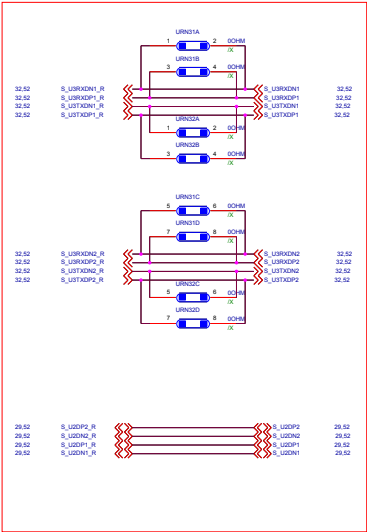 URN31A
1 2 0OHM
/X
URN31B
3 4 0OHM
/X
32,52 S_U3RXDN1_R S_U3RXDN1 32,52
32,52 S_U3RXDP1_R S_U3RXDP1 32,52
32,52 S_U3TXDN1_R S_U3TXDN1 32,52
32,52 S_U3TXDP1_R S_U3TXDP1 32,52
URN32A
1 2 0OHM
/X
URN32B
3 4 0OHM
/X
URN31C
5 6 0OHM
/X
URN31D
7 8 0OHM
/X
32,52 S_U3RXDN2_R S_U3RXDN2 32,52
32,52 S_U3RXDP2_R S_U3RXDP2 32,52
32,52 S_U3TXDN2_R S_U3TXDN2 32,52
32,52 S_U3TXDP2_R S_U3TXDP2 32,52
URN32C
5 6 0OHM
/X
URN32D
7 8 0OHM
/X
29,52 S_U2DP2_R S_U2DP2 29,52
29,52 S_U2DN2_R S_U2DN2 29,52
29,52 S_U2DP1_R S_U2DP1 29,52
29,52 S_U2DN1_R S_U2DN1 29,52